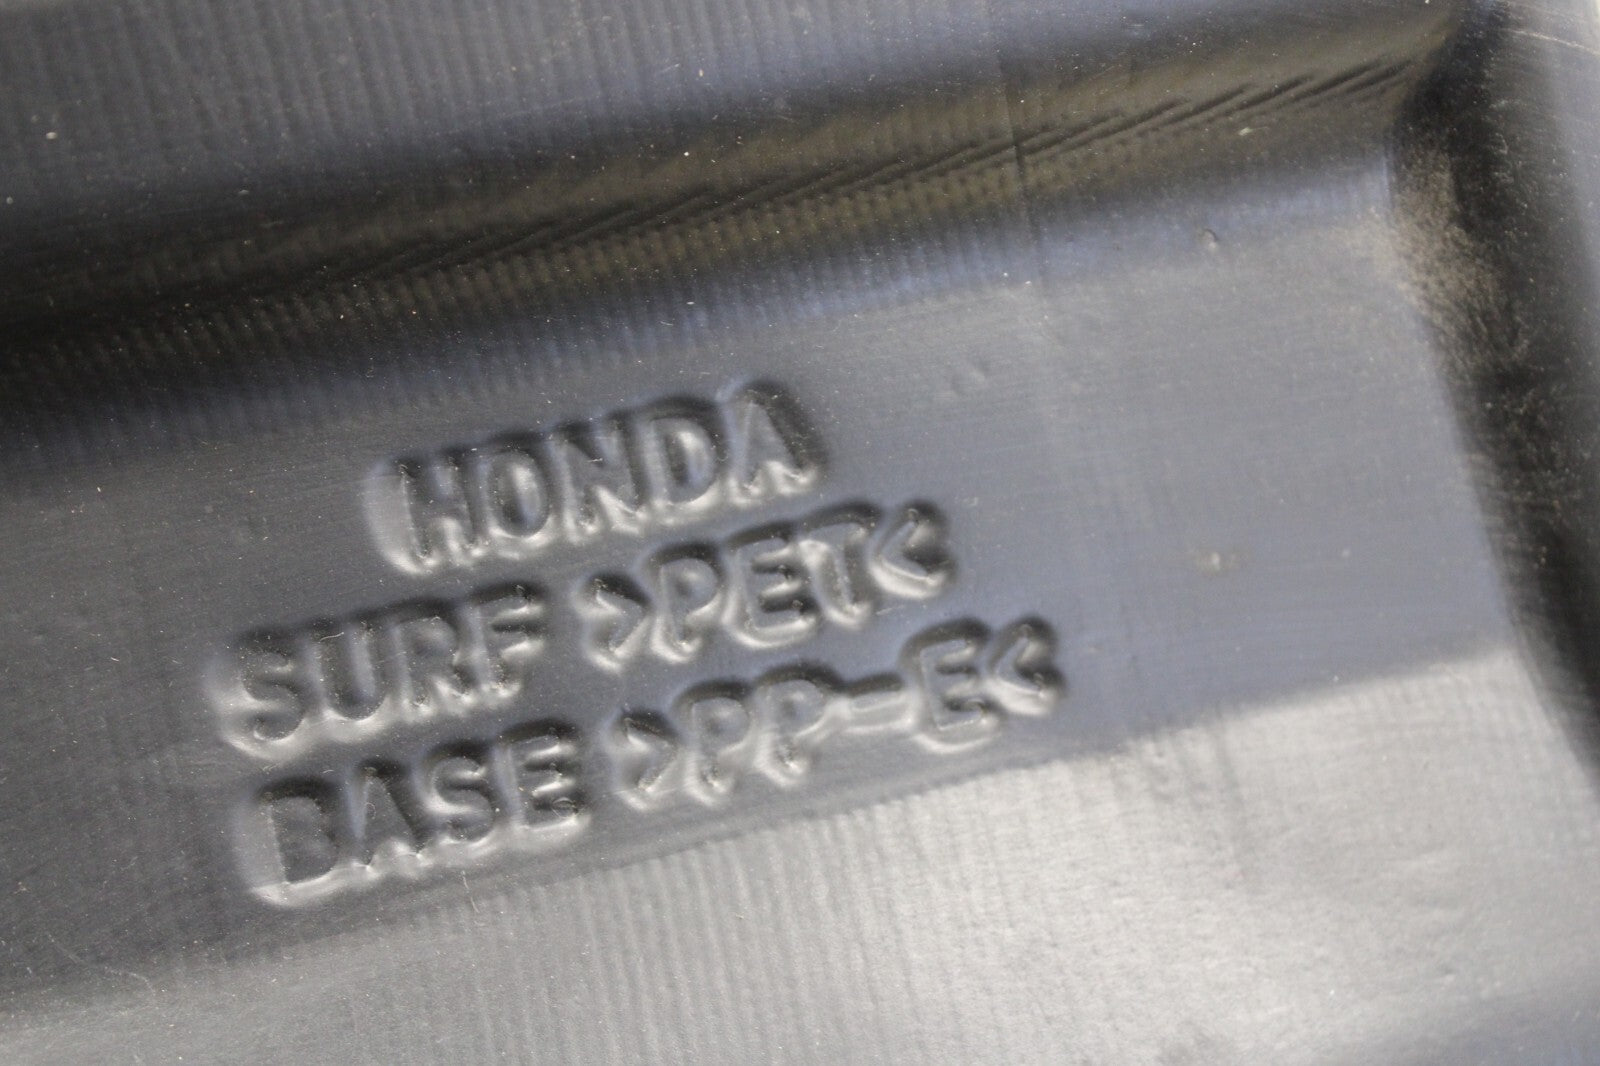 HONDA
SURF >PET<
BASE >PP-E<